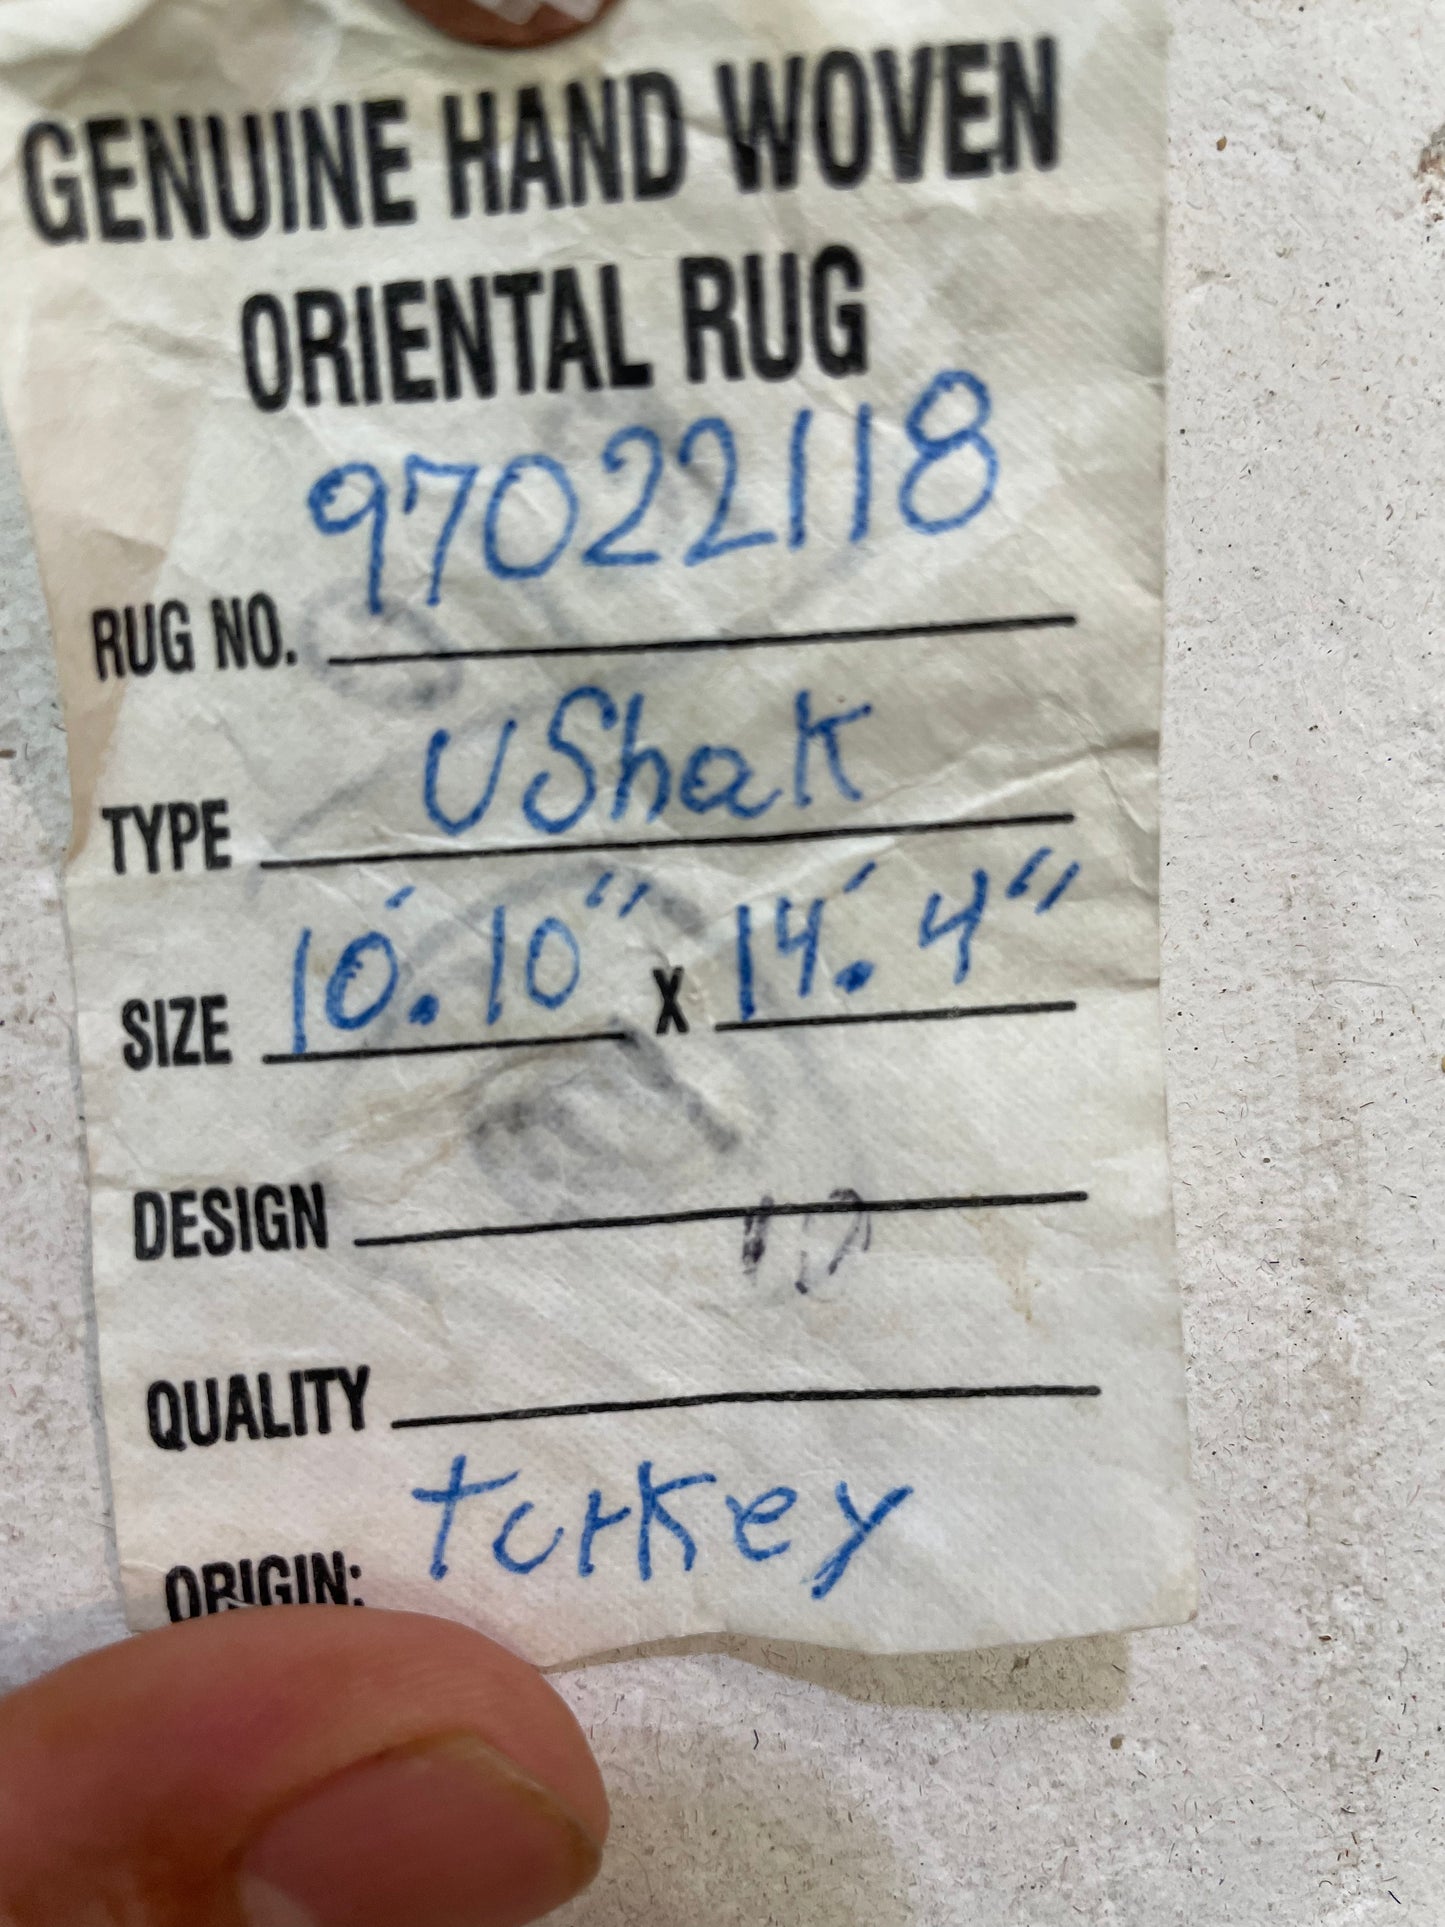 GENUINE HAND WOVEN
ORIENTAL RUG
RUG NO. 97022118
TYPE UShak
SIZE 10'. 10" X 14'. 4"
DESIGN
QUALITY
ORIGIN: turkey